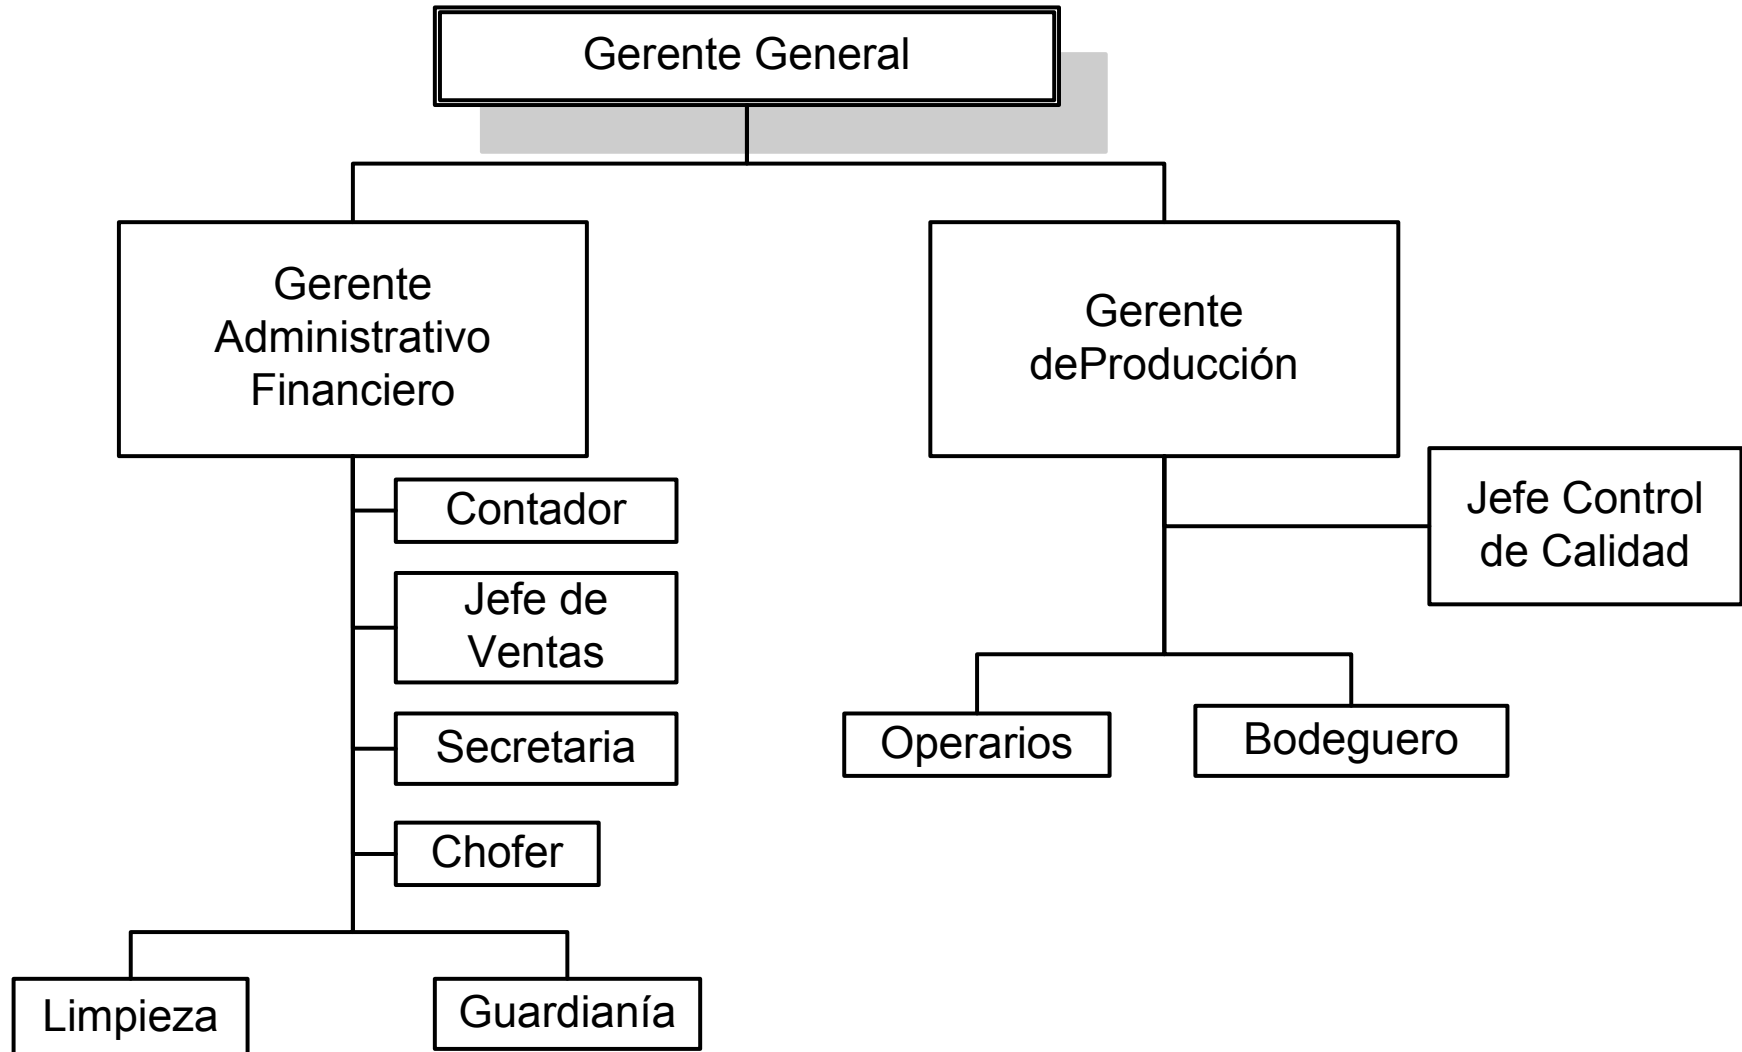 Gerente General
Gerente
Administrativo
Financiero
Gerente
deProducción
Contador
Jefe de
Ventas
Secretaria
Chofer
Limpieza
Guardianía
Jefe Control
de Calidad
Operarios
Bodeguero